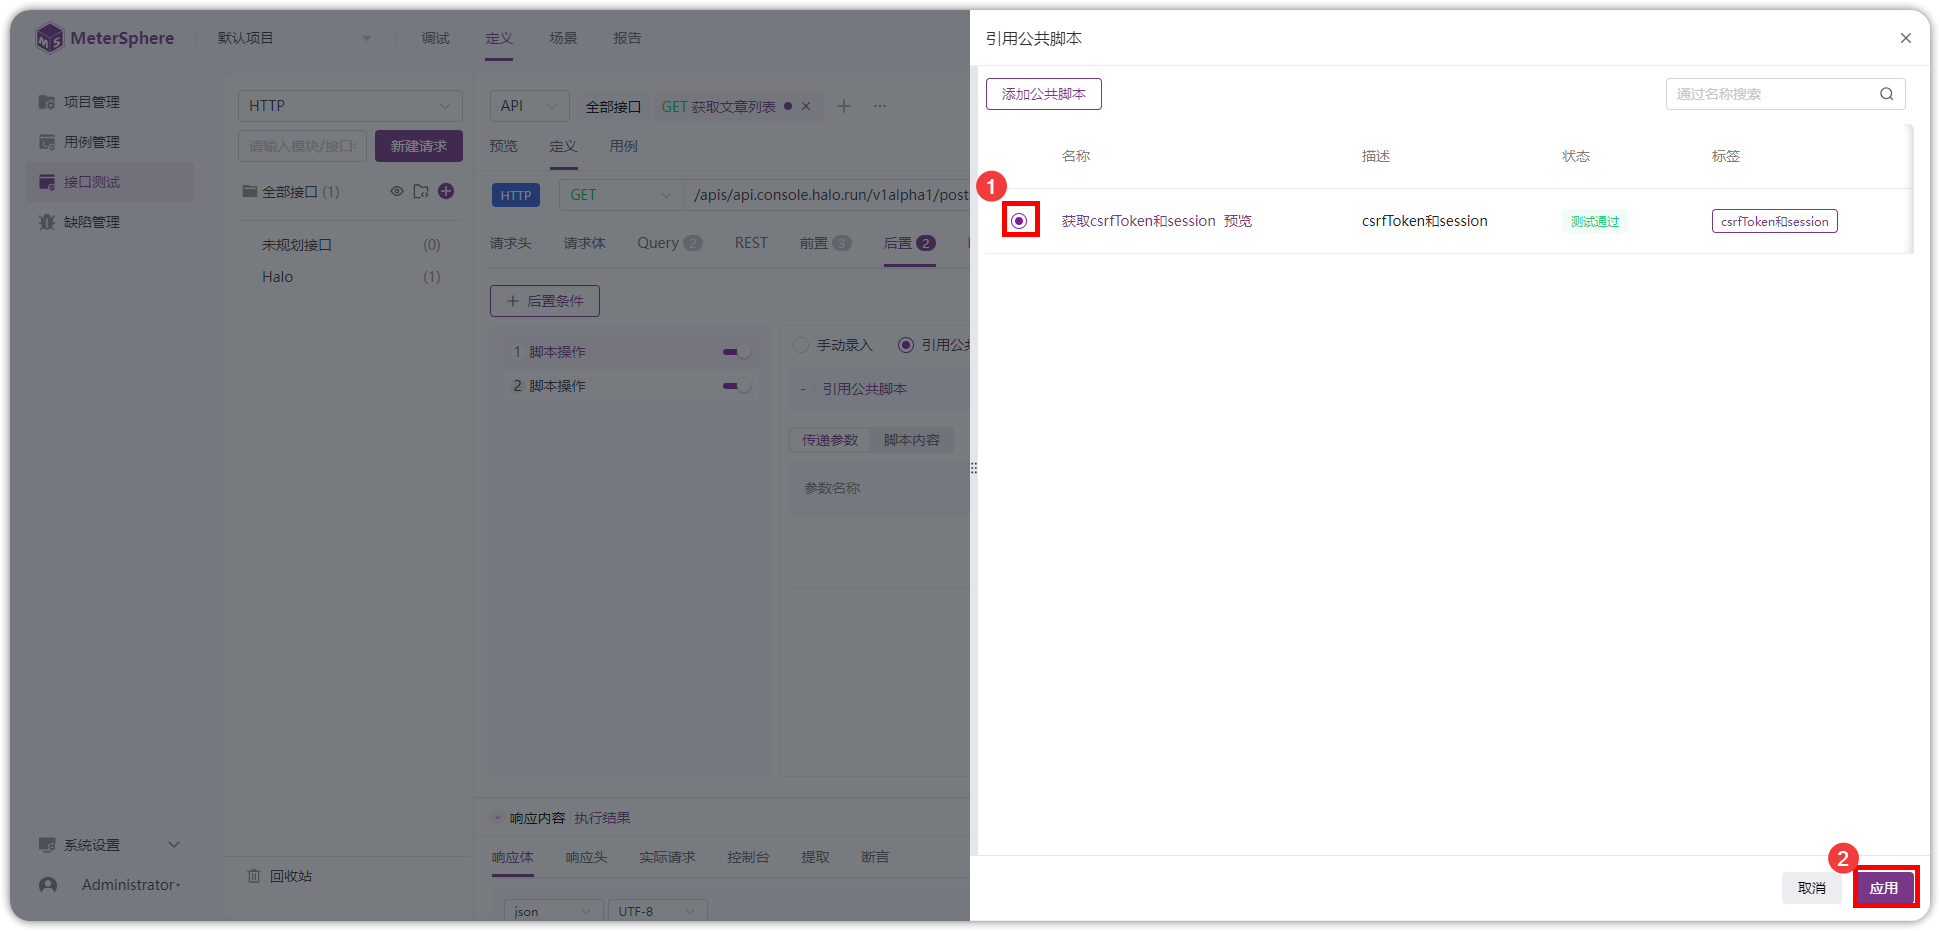 MeterSphere
默认项目
调试
定义
场景
报告
项目管理
用例管理
接口测试
缺陷管理
系统设置
Administrator
HTTP
请输入模块/接口
新建请求
全部接口 (1)
未规划接口 (0)
Halo (1)
回收站
API
全部接口
GET 获取文章列表
预览
定义
用例
HTTP
GET
/apis/api.console.halo.run/v1alpha1/post
请求头
请求体
Query 2
REST
前置 3
后置 2
后置条件
1 脚本操作
2 脚本操作
手动录入
引用公共
- 引用公共脚本
传递参数
脚本内容
参数名称
响应内容
执行结果
响应体
响应头
实际请求
控制台
提取
断言
json
UTF-8
引用公共脚本
添加公共脚本
通过名称搜索
名称
描述
状态
标签
1
获取csrfToken和session 预览
csrfToken和session
测试通过
csrfToken和session
2
取消
应用